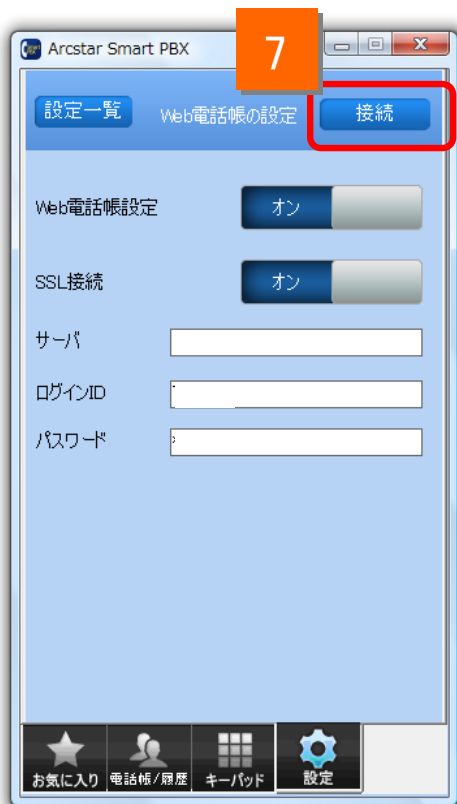 7
Arcstar Smart PBX
設定一覧 Web電話帳の設定 接続
Web電話帳設定 オン
SSL接続 オン
サーバ
ログインID
パスワード
お気に入り 電話帳/履歴 キーパッド 設定